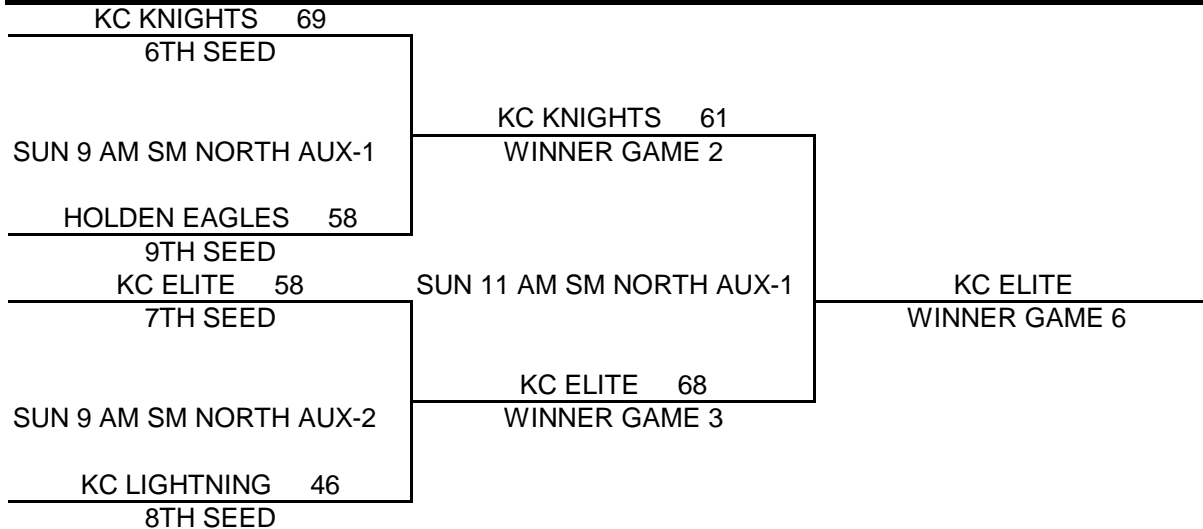 KC KNIGHTS 69
6TH SEED
KC KNIGHTS 61
SUN 9 AM SM NORTH AUX-1
WINNER GAME 2
HOLDEN EAGLES 58
9TH SEED
KC ELITE 58
SUN 11 AM SM NORTH AUX-1
KC ELITE
7TH SEED
WINNER GAME 6
KC ELITE 68
SUN 9 AM SM NORTH AUX-2
WINNER GAME 3
KC LIGHTNING 46
8TH SEED